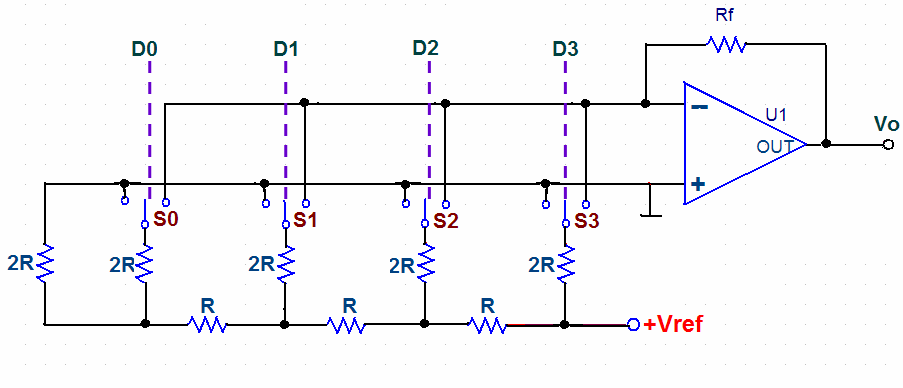 Rf
D0 D1 D2 D3
U1
Vo
OUT
S0 S1 S2 S3
2R 2R 2R 2R 2R
R R R
+Vref